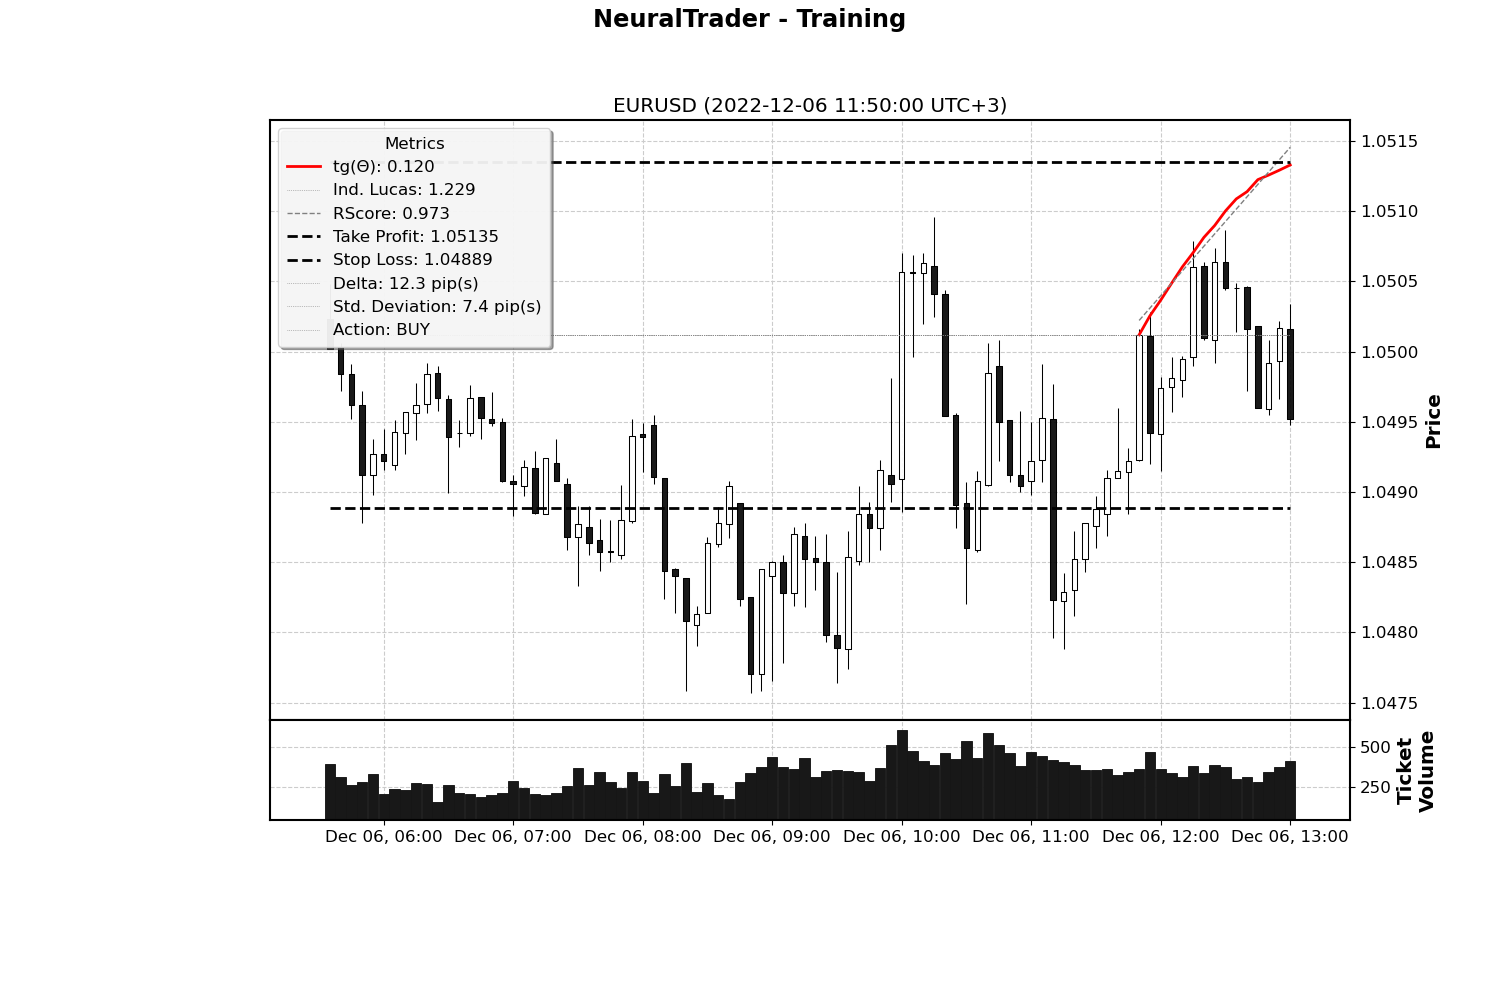 NeuralTrader - Training
EURUSD (2022-12-06 11:50:00 UTC+3)
Metrics
tg(Θ): 0.120
Ind. Lucas: 1.229
RScore: 0.973
Take Profit: 1.05135
Stop Loss: 1.04889
Delta: 12.3 pip(s)
Std. Deviation: 7.4 pip(s)
Action: BUY
1.0515
1.0510
1.0505
1.0500
1.0495
1.0490
1.0485
1.0480
1.0475
Price
500
250
Ticket
Volume
Dec 06, 06:00
Dec 06, 07:00
Dec 06, 08:00
Dec 06, 09:00
Dec 06, 10:00
Dec 06, 11:00
Dec 06, 12:00
Dec 06, 13:00